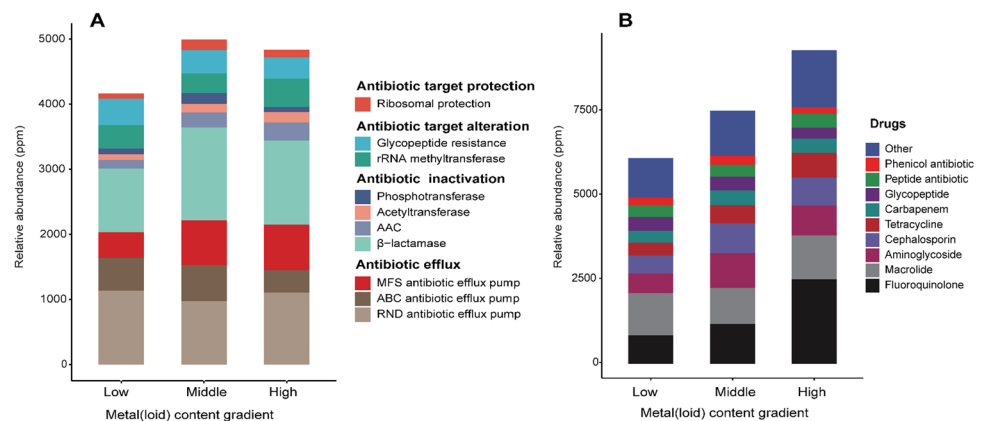 A
5000
4000
3000
2000
1000
0
Relative abundance (ppm)
Low
Middle
High
Metal(loid) content gradient
Antibiotic target protection
Ribosomal protection
Antibiotic target alteration
Glycopeptide resistance
rRNA methyltransferase
Antibiotic inactivation
Phosphotransferase
Acetyltransferase
AAC
β-lactamase
Antibiotic efflux
MFS antibiotic efflux pump
ABC antibiotic efflux pump
RND antibiotic efflux pump
B
7500
5000
2500
0
Relative abundance (ppm)
Low
Middle
High
Metal(loid) content gradient
Drugs
Other
Phenicol antibiotic
Peptide antibiotic
Glycopeptide
Carbapenem
Tetracycline
Cephalosporin
Aminoglycoside
Macrolide
Fluoroquinolone